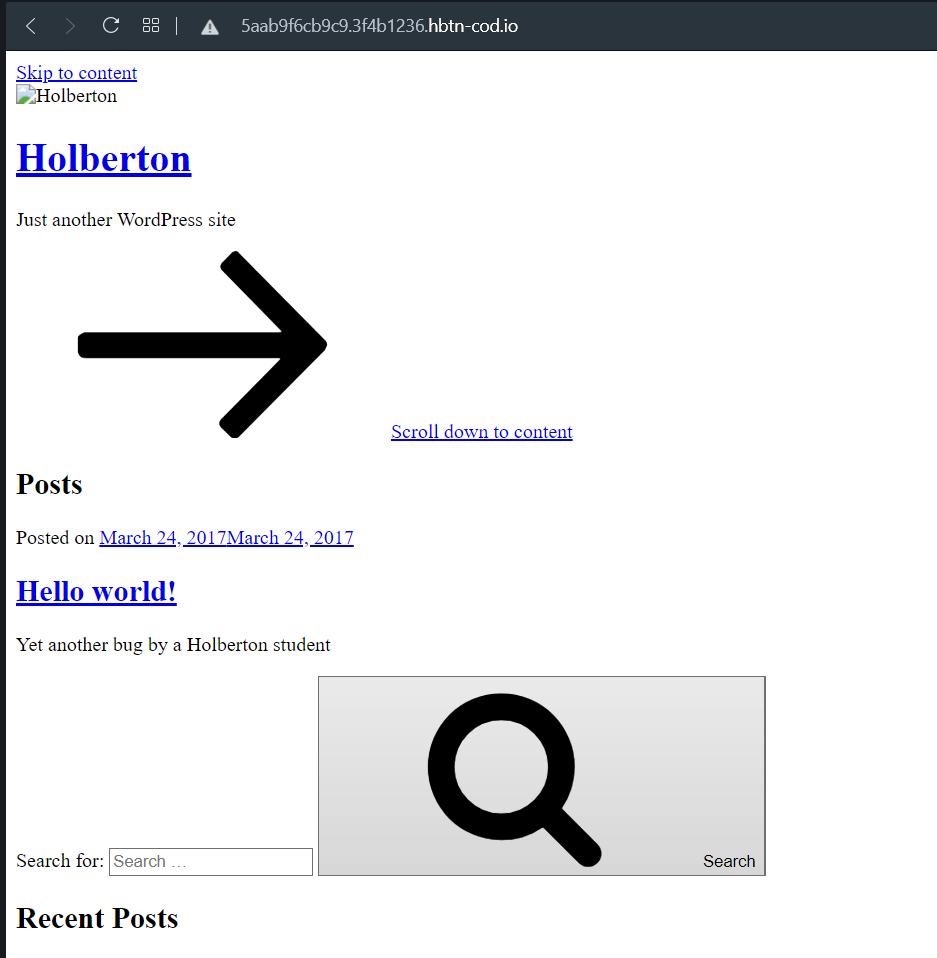 5aab9f6cb9c9.3f4b1236.hbtn-cod.io
Skip to content
Holberton
Holberton
Just another WordPress site
Scroll down to content
Posts
Posted on March 24, 2017March 24, 2017
Hello world!
Yet another bug by a Holberton student
Search for: Search … Search
Recent Posts